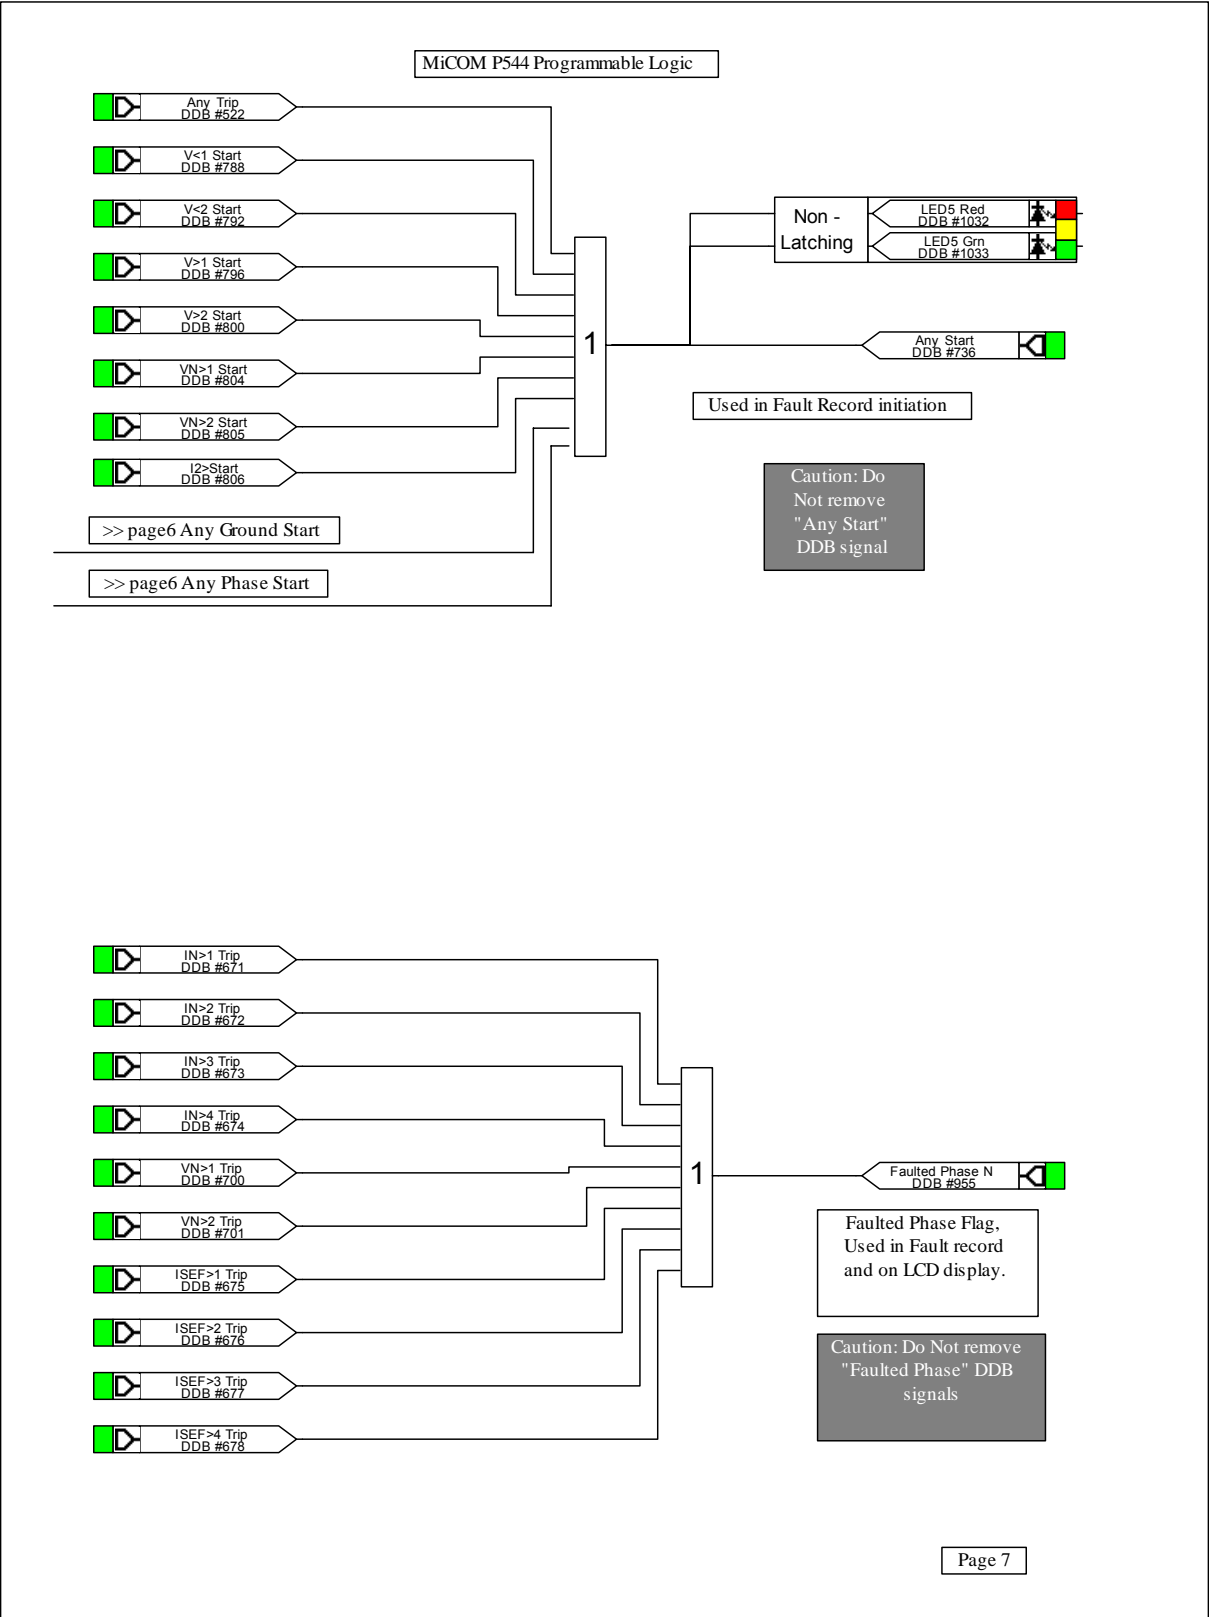 MiCOM P544 Programmable Logic
Any Trip
DDB #522
V<1 Start
DDB #788
V<2 Start
DDB #792
V>1 Start
DDB #796
V>2 Start
DDB #800
VN>1 Start
DDB #804
VN>2 Start
DDB #805
I2>Start
DDB #806
>> page6 Any Ground Start
>> page6 Any Phase Start
1
Non -
Latching
LED5 Red
DDB #1032
LED5 Grn
DDB #1033
Any Start
DDB #736
Used in Fault Record initiation
Caution: Do
Not remove
"Any Start"
DDB signal
IN>1 Trip
DDB #671
IN>2 Trip
DDB #672
IN>3 Trip
DDB #673
IN>4 Trip
DDB #674
VN>1 Trip
DDB #700
VN>2 Trip
DDB #701
ISEF>1 Trip
DDB #675
ISEF>2 Trip
DDB #676
ISEF>3 Trip
DDB #677
ISEF>4 Trip
DDB #678
1
Faulted Phase N
DDB #955
Faulted Phase Flag,
Used in Fault record
and on LCD display.
Caution: Do Not remove
"Faulted Phase" DDB
signals
Page 7